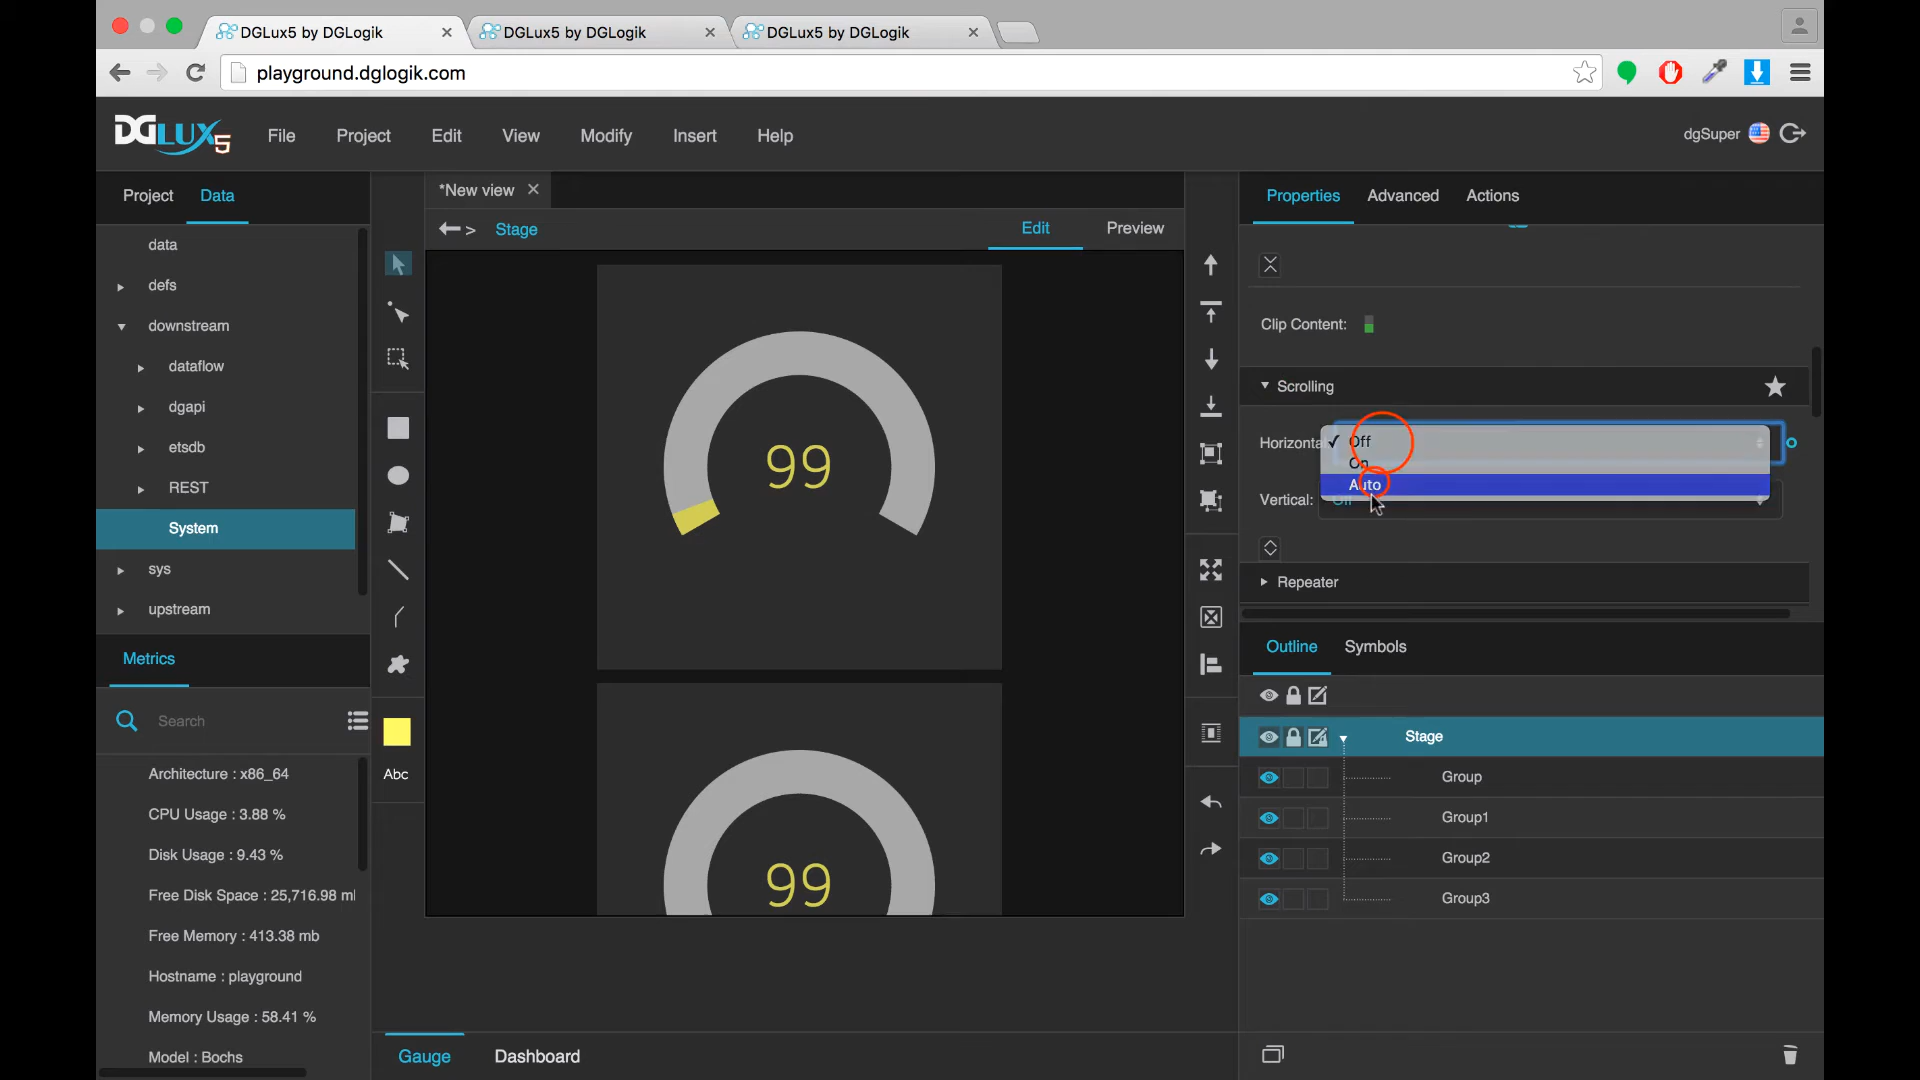 DGLux5 by DGLogik
DGLux5 by DGLogik
DGLux5 by DGLogik
playground.dglogik.com
DGLUX5
File
Project
Edit
View
Modify
Insert
Help
dgSuper
Project
Data
data
defs
downstream
dataflow
dgapi
etsdb
REST
System
sys
upstream
Metrics
Search
Architecture : x86_64
CPU Usage : 3.88 %
Disk Usage : 9.43 %
Free Disk Space : 25,716.98 m
Free Memory : 413.38 mb
Hostname : playground
Memory Usage : 58.41 %
Model : Bochs
*New view
> Stage
Edit
Preview
99
99
Abc
Gauge
Dashboard
Properties
Advanced
Actions
Clip Content:
Scrolling
Horizonta
Off
On
Auto
Vertical: Off
Repeater
Outline
Symbols
Stage
Group
Group1
Group2
Group3